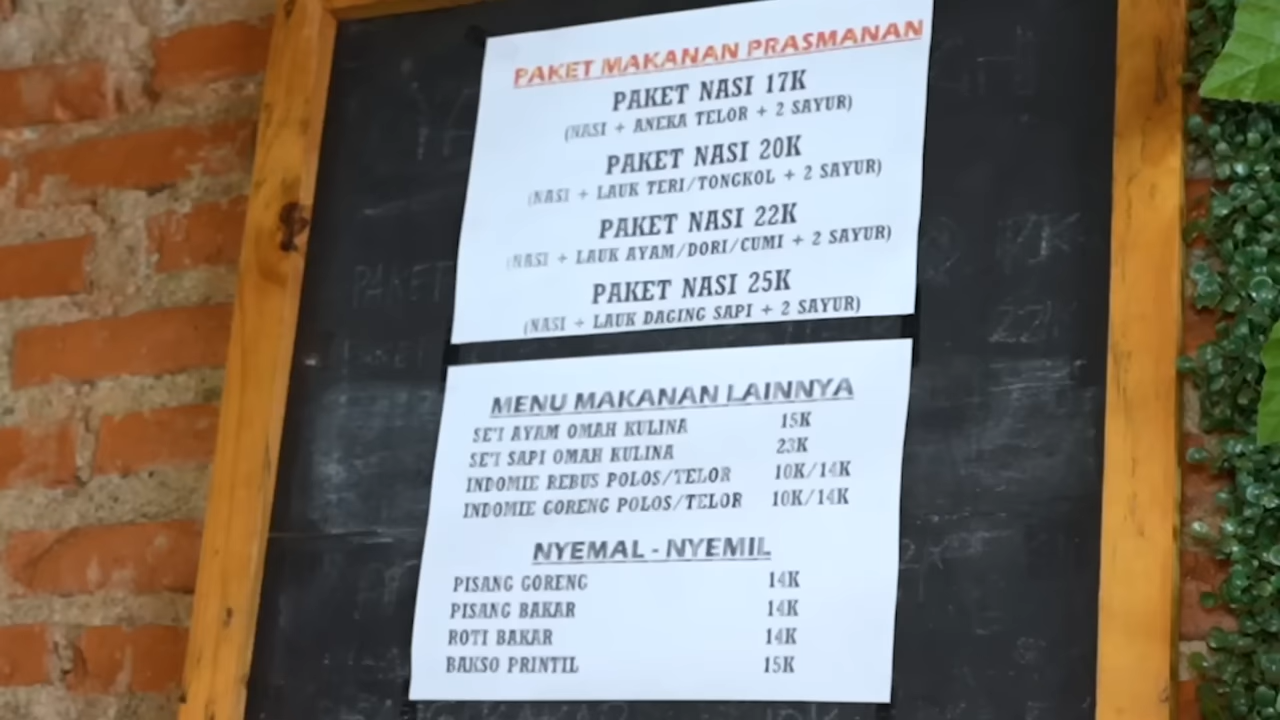 PAKET MAKANAN PRASMANAN
PAKET NASI 17K
(NASI + ANEKA TELOR + 2 SAYUR)
PAKET NASI 20K
(NASI + LAUK TERI/TONGKOL + 2 SAYUR)
PAKET NASI 22K
(NASI + LAUK AYAM/DORI/CUMI + 2 SAYUR)
PAKET NASI 25K
(NASI + LAUK DAGING SAPI + 2 SAYUR)
MENU MAKANAN LAINNYA
SE'I AYAM OMAH KULINA 15K
SE'I SAPI OMAH KULINA 23K
INDOMIE REBUS POLOS/TELOR 10K/14K
INDOMIE GORENG POLOS/TELOR 10K/14K
NYEMAL - NYEMIL
PISANG GORENG 14K
PISANG BAKAR 14K
ROTI BAKAR 14K
BAKSO PRINTIL 15K
PAKET